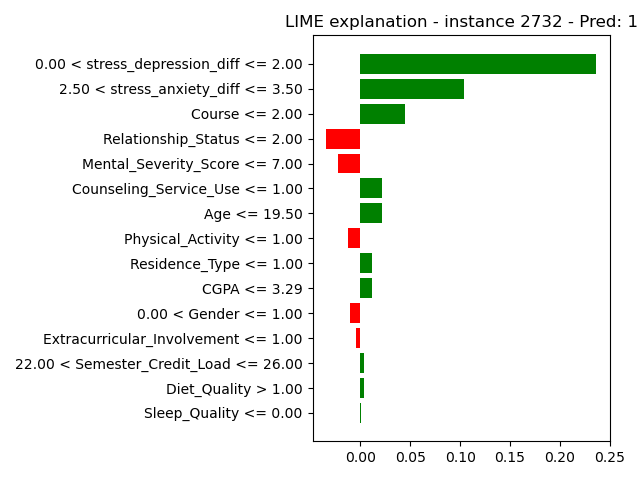 LIME explanation - instance 2732 - Pred: 1
0.00 < stress_depression_diff <= 2.00
2.50 < stress_anxiety_diff <= 3.50
Course <= 2.00
Relationship_Status <= 2.00
Mental_Severity_Score <= 7.00
Counseling_Service_Use <= 1.00
Age <= 19.50
Physical_Activity <= 1.00
Residence_Type <= 1.00
CGPA <= 3.29
0.00 < Gender <= 1.00
Extracurricular_Involvement <= 1.00
22.00 < Semester_Credit_Load <= 26.00
Diet_Quality > 1.00
Sleep_Quality <= 0.00
0.00 0.05 0.10 0.15 0.20 0.25